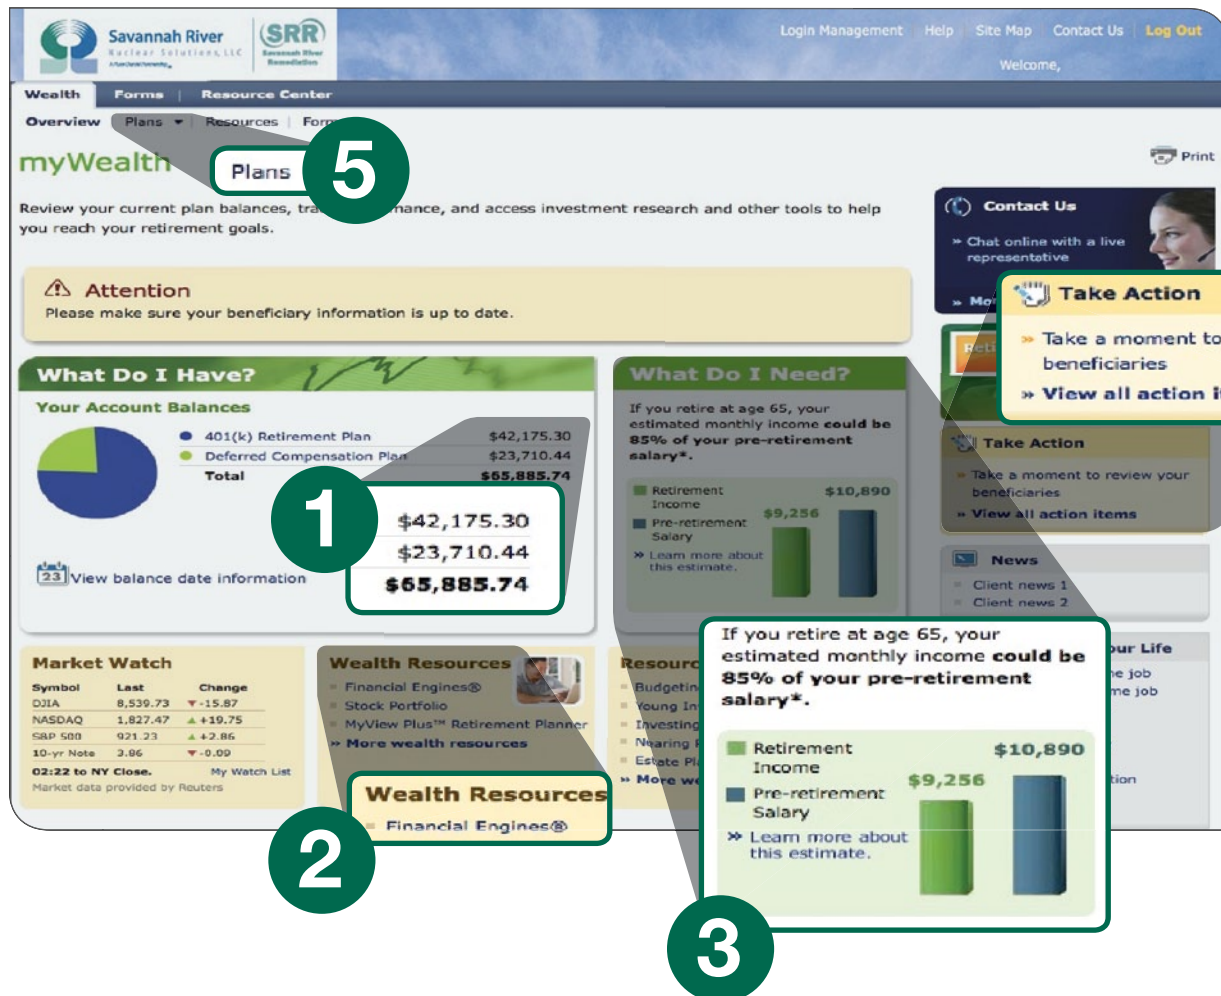 Savannah River
Nuclear Solutions, LLC
SRR
Savannah River
Remediation
Login Management Help Site Map Contact Us Log Out
Welcome,
Wealth Forms Resource Center
Overview Plans Resources
myWealth
Plans
5
Print
Review your current plan balances, and access investment research and other tools to help
you reach your retirement goals.
Attention
Please make sure your beneficiary information is up to date.
Contact Us
» Chat online with a live
representative
Take Action
» Take a moment to
beneficiaries
» View all action
Take Action
» Take a moment to review your
beneficiaries
» View all action items
News
Client news 1
Client news 2
What Do I Have?
Your Account Balances
401(k) Retirement Plan $42,175.30
Deferred Compensation Plan $23,710.44
Total $65,885.74
1
$42,175.30
$23,710.44
$65,885.74
23 View balance date information
What Do I Need?
If you retire at age 65, your
estimated monthly income could be
85% of your pre-retirement
salary*.
Retirement
Income
Pre-retirement
Salary
» Learn more about
this estimate.
$9,256
$10,890
Market Watch
Symbol Last Change
DJIA 8,539.73 ▼ -15.87
NASDAQ 1,827.47 ▲ +19.75
S&P 500 921.23 ▲ +2.86
10-yr Note 3.86 ▼ -0.09
02:22 to NY Close. My Watch List
Market data provided by Reuters
Wealth Resources
Financial Engines®
Stock Portfolio
MyView Plus™ Retirement Planner
» More wealth resources
Wealth Resources
Financial Engines®
2
Young
Investing
Nearing
Estate
» More
Life
job
job
If you retire at age 65, your
estimated monthly income could be
85% of your pre-retirement
salary*.
Retirement
Income
Pre-retirement
Salary
» Learn more about
this estimate.
$9,256
$10,890
3